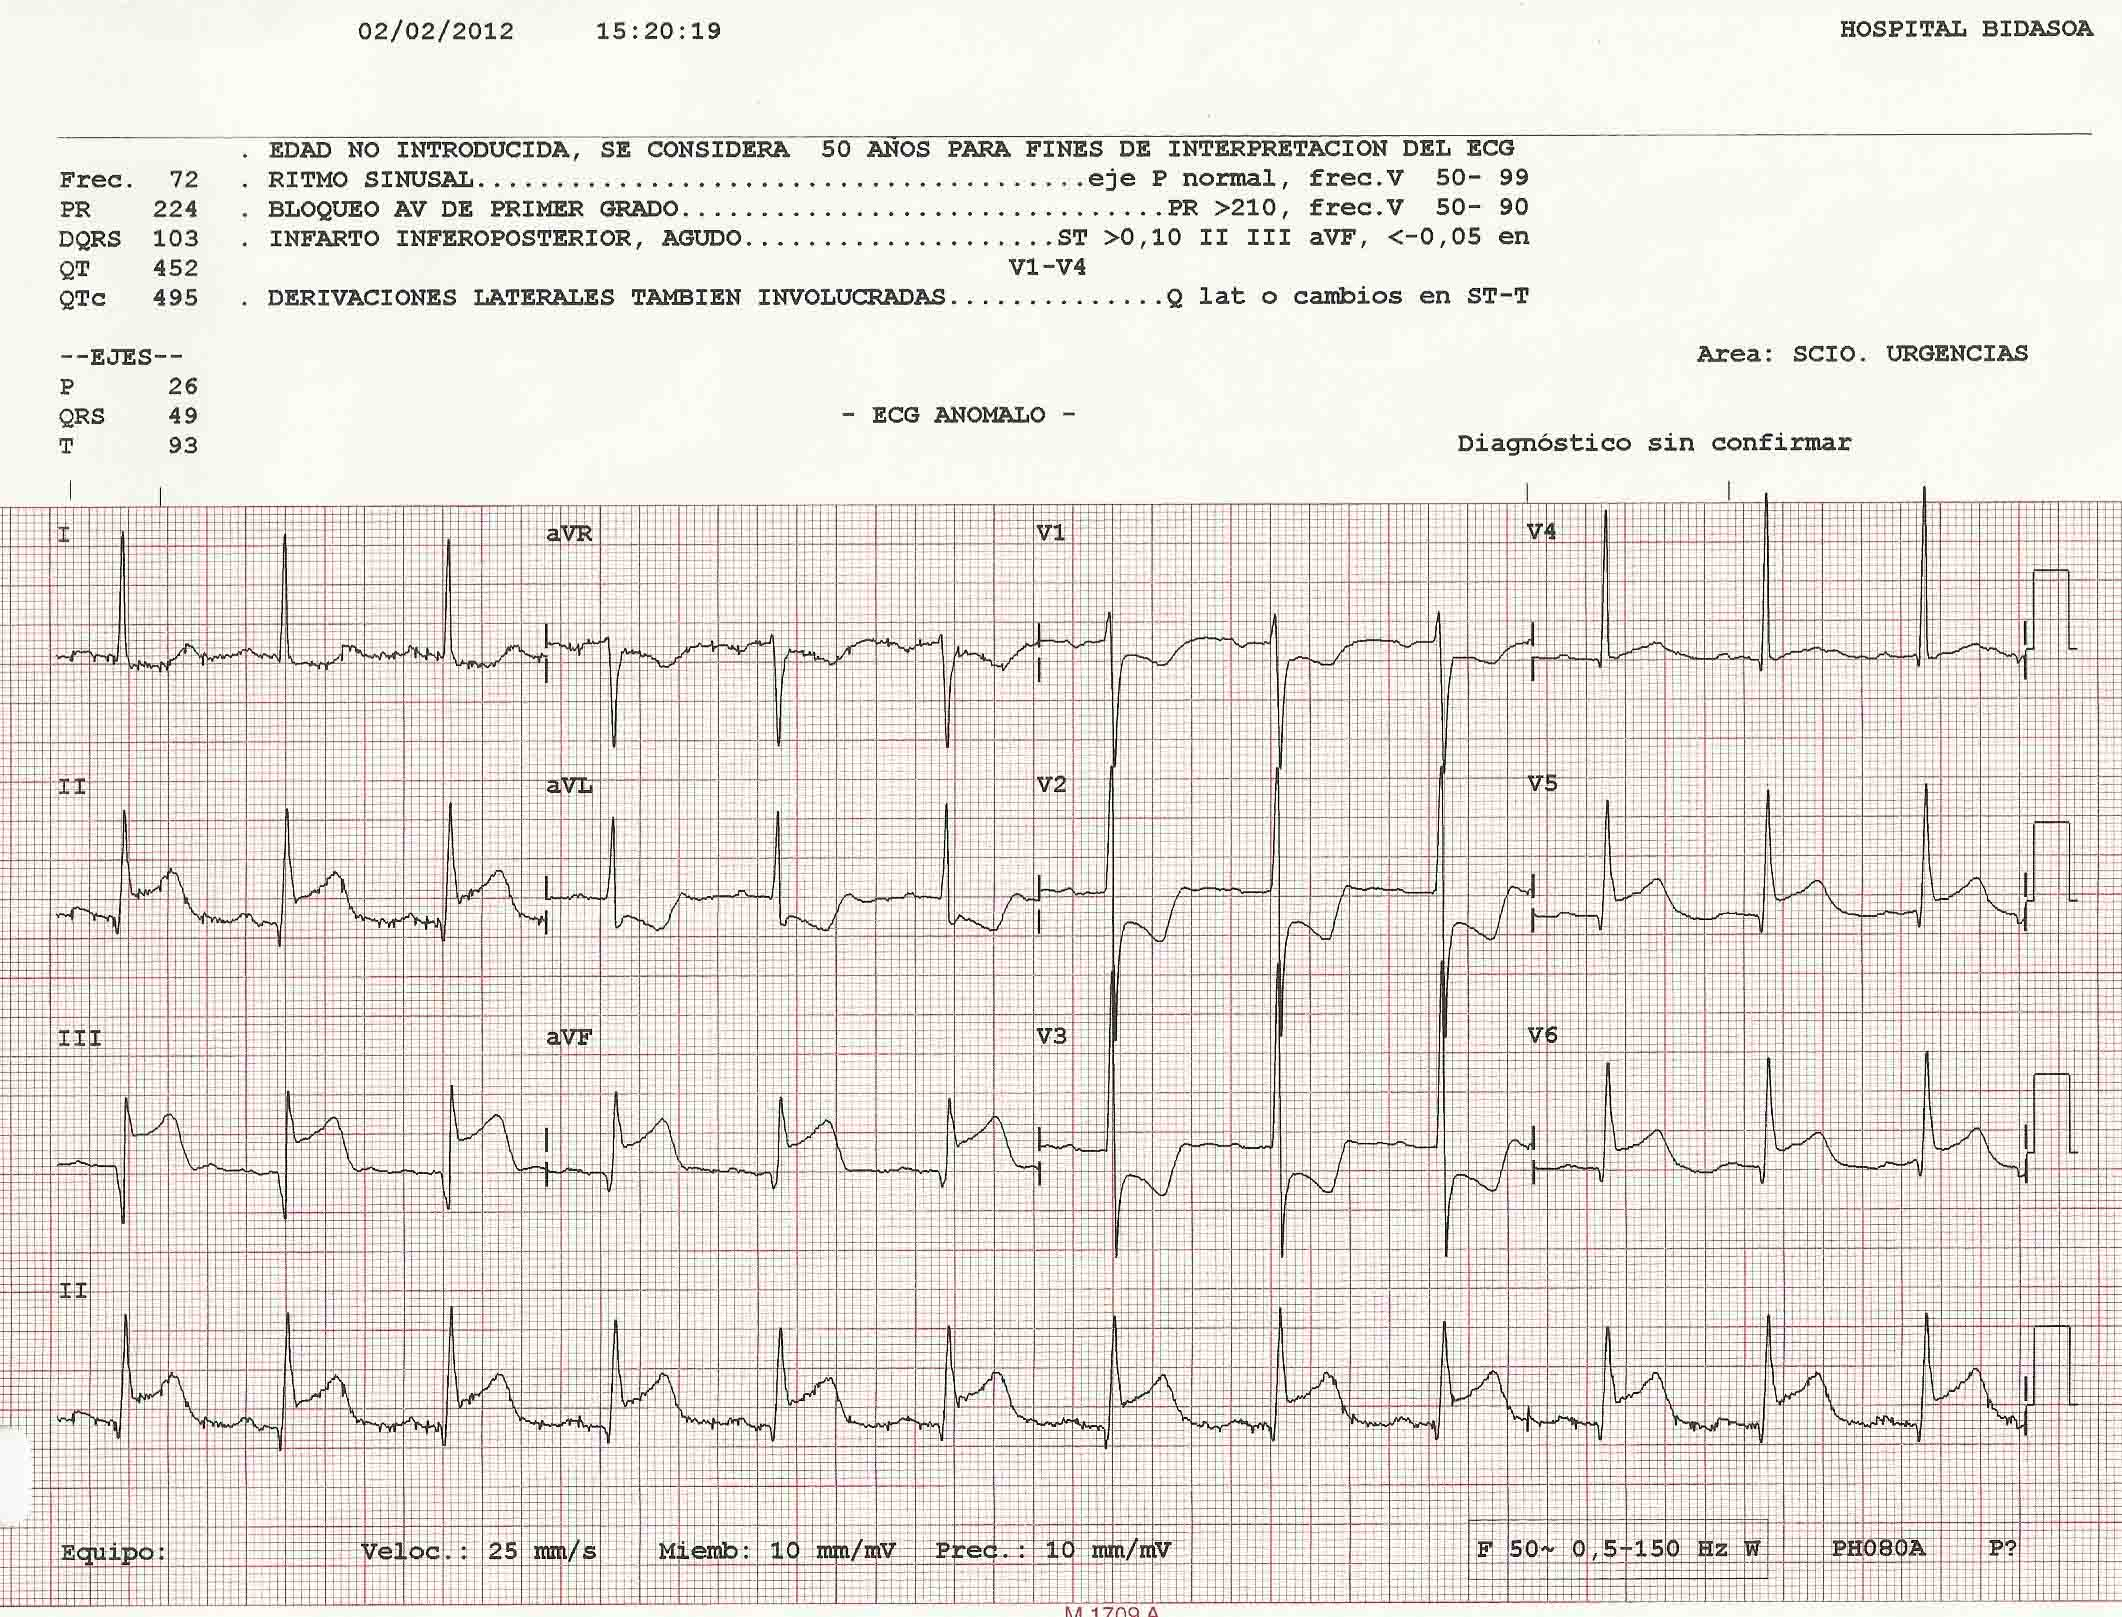 02/02/2012 15:20:19 HOSPITAL BIDASOA
. EDAD NO INTRODUCIDA, SE CONSIDERA 50 AÑOS PARA FINES DE INTERPRETACION DEL ECG
Frec. 72 . RITMO SINUSAL.......................................eje P normal, frec.V 50- 99
PR 224 . BLOQUEO AV DE PRIMER GRADO...............................PR >210, frec.V 50- 90
DQRS 103 . INFARTO INFEROPOSTERIOR, AGUDO....................ST >0,10 II III aVF, <-0,05 en
QT 452 V1-V4
QTc 495 . DERIVACIONES LATERALES TAMBIEN INVOLUCRADAS..............Q lat o cambios en ST-T
--EJES-- Area: SCIO. URGENCIAS
P 26
QRS 49 - ECG ANOMALO -
T 93 Diagnóstico sin confirmar
I aVR V1 V4
II aVL V2 V5
III aVF V3 V6
II
Equipo: Veloc.: 25 mm/s Miemb: 10 mm/mV Prec.: 10 mm/mV F 50~ 0,5-150 Hz W PH080A P?
M 1709 A